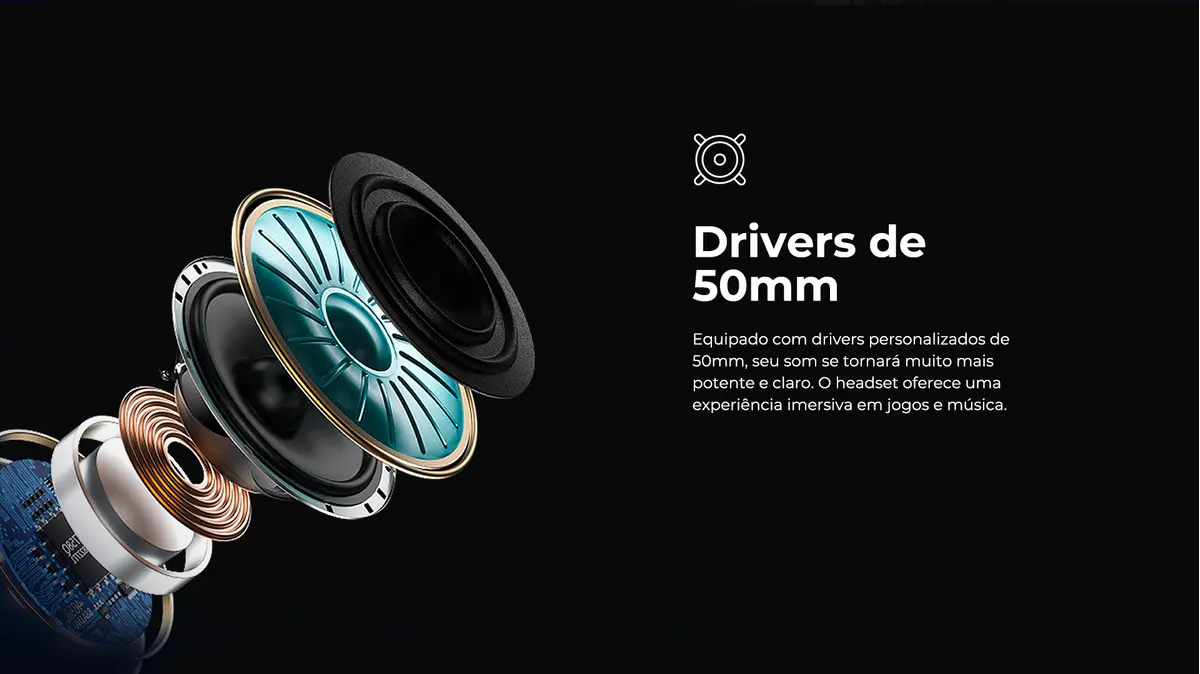 Drivers de
50mm
Equipado com drivers personalizados de
50mm, seu som se tornará muito mais
potente e claro. O headset oferece uma
experiência imersiva em jogos e música.